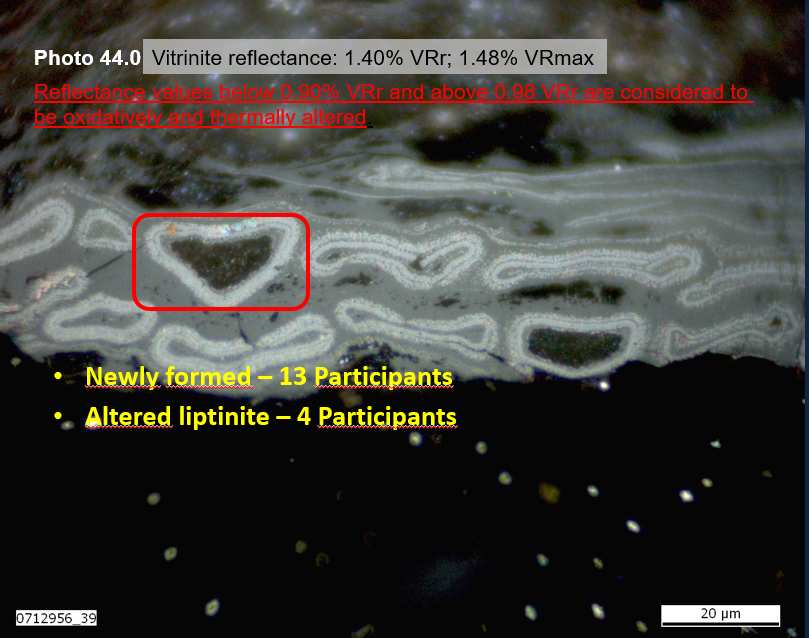 Photo 44.0 Vitrinite reflectance: 1.40% VRr; 1.48% VRmax
Reflectance values below 0.90% VRr and above 0.98 VRr are considered to
be oxidatively end thermally altered
• Newly formed – 13 Participants
• Altered liptinite – 4 Participants
0712956_39
20 µm